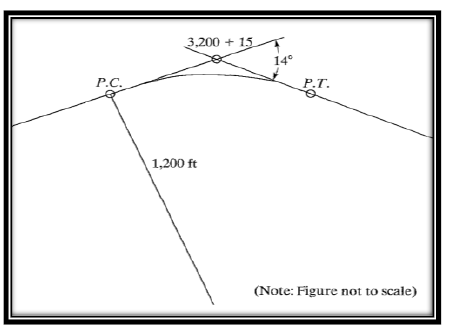 3,200 + 15
14°
P.C.
P.T.
1,200 ft
(Note: Figure not to scale)